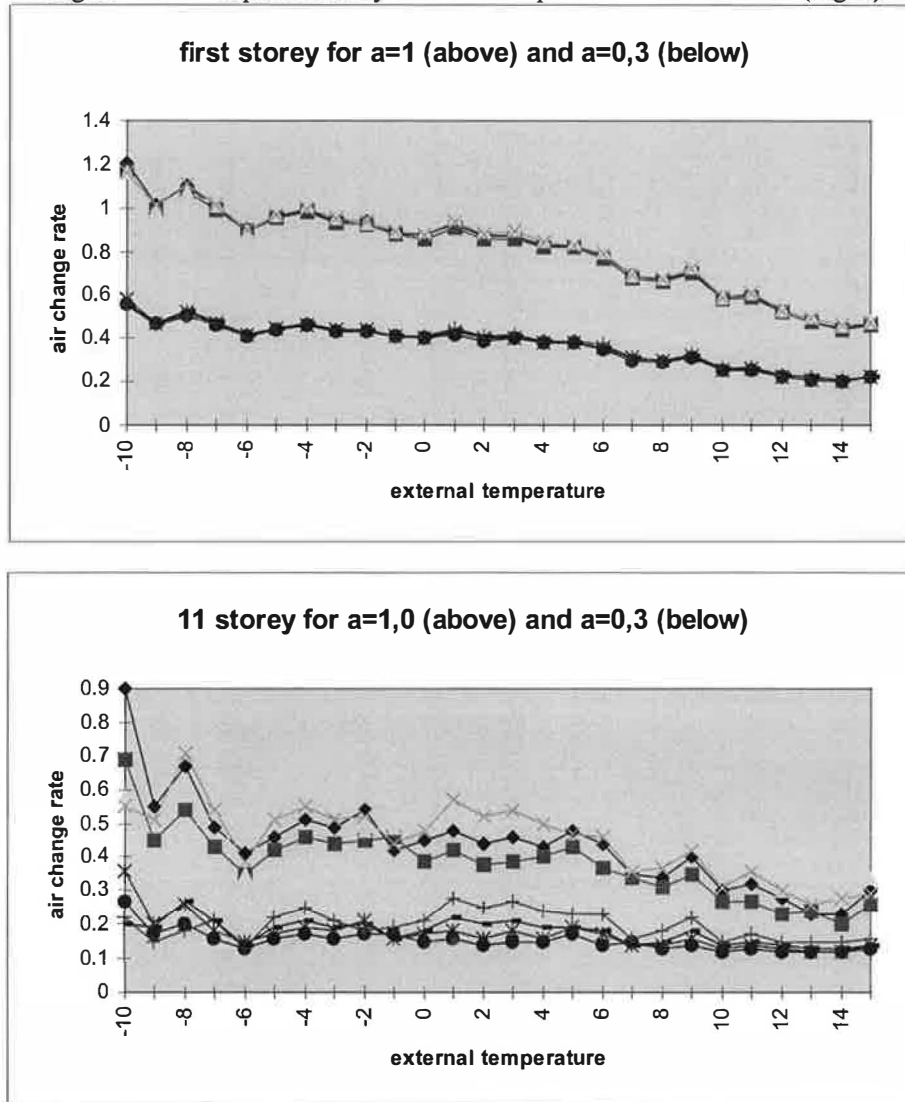 first storey for a=1 (above) and a=0,3 (below)
1.4
1.2
1
0.8
0.6
0.4
0.2
0
air change rate
-10 -8 -6 -4 -2 0 2 4 6 8 10 12 14
external temperature
11 storey for a=1,0 (above) and a=0,3 (below)
0.9
0.8
0.7
0.6
0.5
0.4
0.3
0.2
0.1
0
air change rate
-10 -8 -6 -4 -2 0 2 4 6 8 10 12 14
external temperature